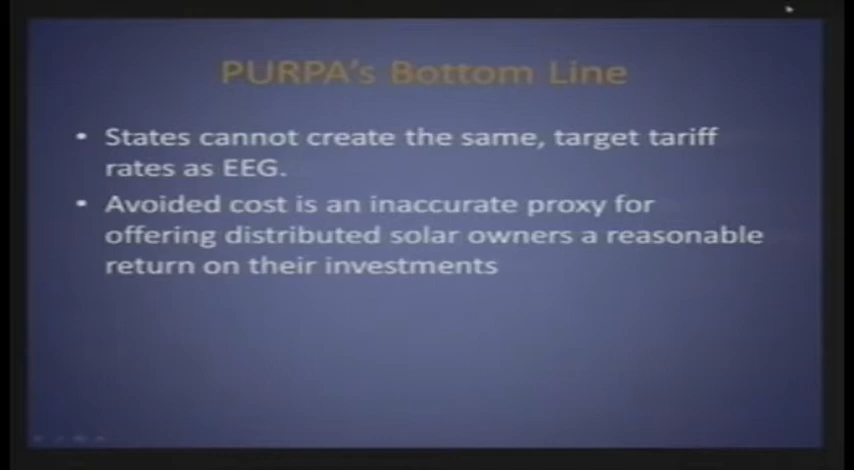 PURPA's Bottom Line
• States cannot create the same, target tariff
rates as EEG.
• Avoided cost is an inaccurate proxy for
offering distributed solar owners a reasonable
return on their investments